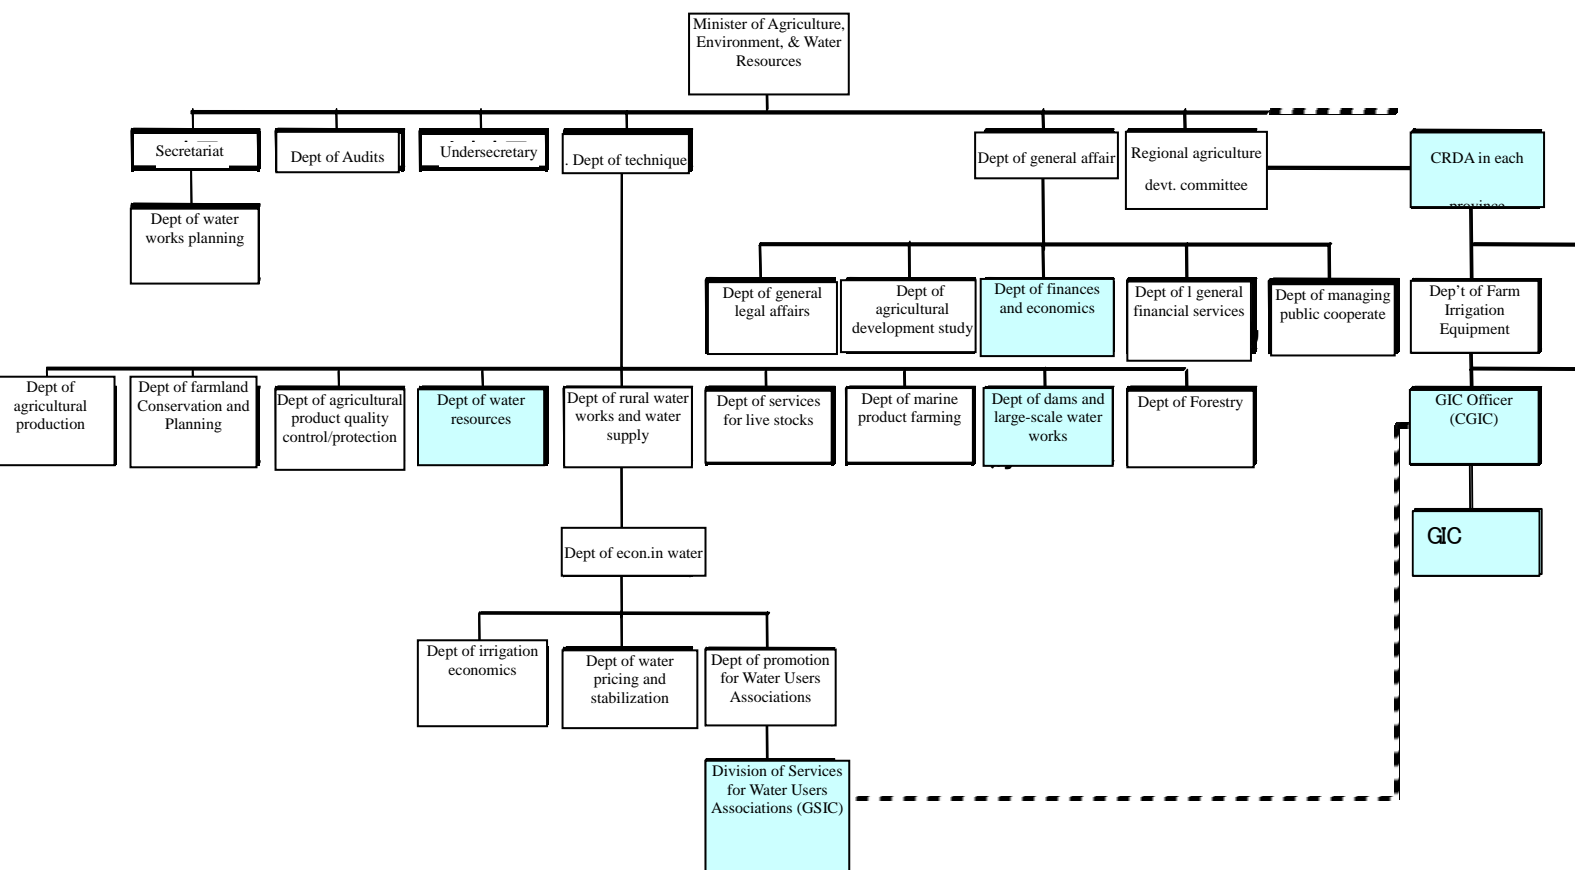 Minister of Agriculture,
Environment, & Water
Resources
Secretariat
Dept of Audits
Undersecretary
. Dept of technique
Dept of general affair
Regional agriculture
devt. committee
CRDA in each
province
Dept of water
works planning
Dept of general
legal affairs
Dept of
agricultural
development study
Dept of finances
and economics
Dept of l general
financial services
Dept of managing
public cooperate
Dep’t of Farm
Irrigation
Equipment
Dept of
agricultural
production
Dept of farmland
Conservation and
Planning
Dept of agricultural
product quality
control/protection
Dept of water
resources
Dept of rural water
works and water
supply
Dept of services
for live stocks
Dept of marine
product farming
Dept of dams and
large-scale water
works
Dept of Forestry
GIC Officer
(CGIC)
GIC
Dept of econ.in water
Dept of irrigation
economics
Dept of water
pricing and
stabilization
Dept of promotion
for Water Users
Associations
Division of Services
for Water Users
Associations (GSIC)